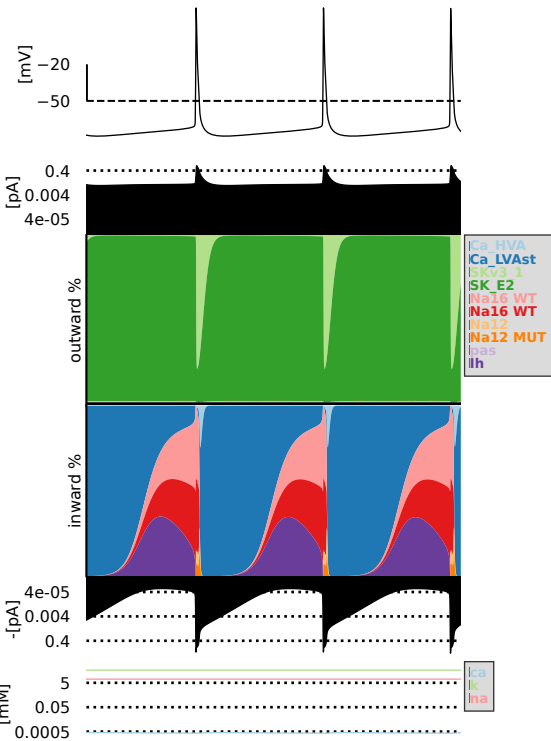 [mV]
−20
−50
[pA]
0.4
0.004
4e-05
outward %
Ca_HVA
Ca_LVAst
SKv3_1
SK_E2
Na16 WT
Na16 WT
Na12
Na12 MUT
pas
Ih
inward %
-[pA]
4e-05
0.004
0.4
[mM]
5
0.05
0.0005
ca
k
na